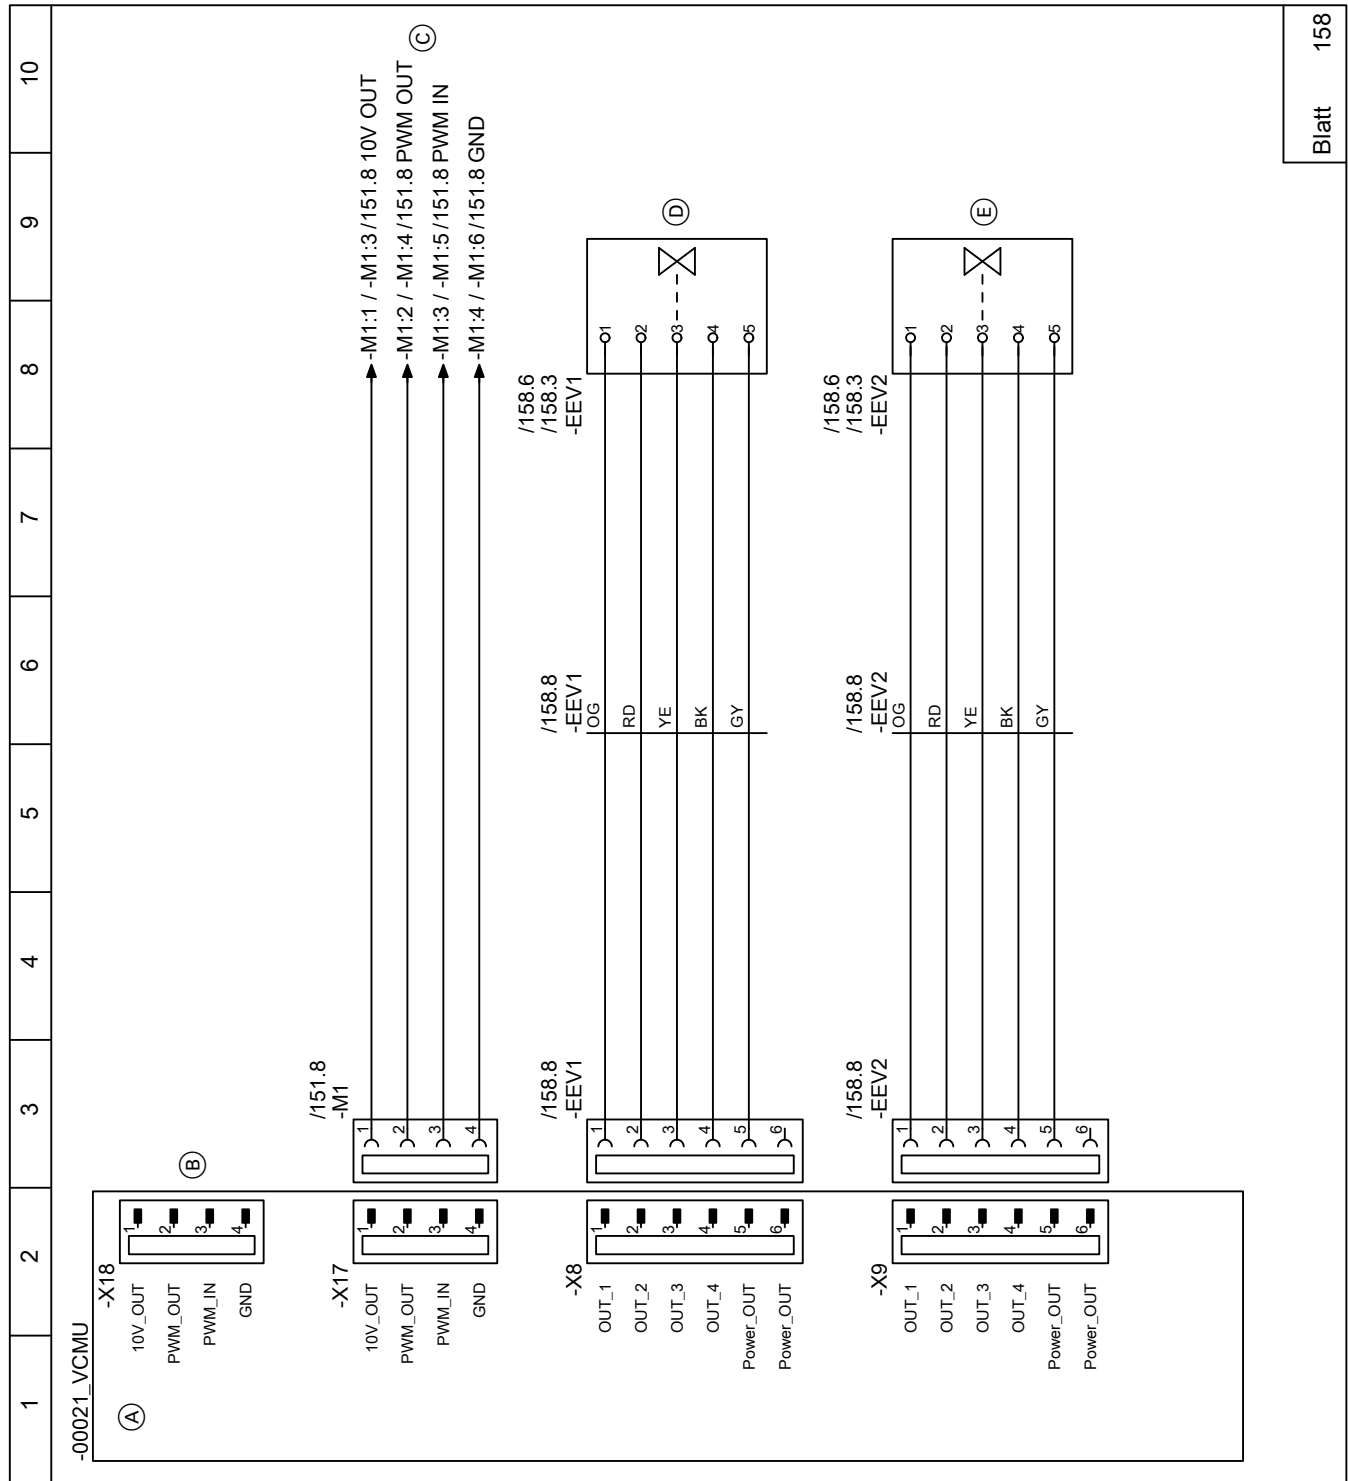 1 2 3 4 5 6 7 8 9 10
-00021_VCMU
A
-X18
1 2 3 4
10V_OUT
PWM_OUT
PWM_IN
GND
B
-X17
1 2 3 4
10V_OUT
PWM_OUT
PWM_IN
GND
/151.8
-M1
1 2 3 4
-M1:1 / -M1:3 /151.8 10V OUT
-M1:2 / -M1:4 /151.8 PWM OUT
-M1:3 / -M1:5 /151.8 PWM IN
-M1:4 / -M1:6 /151.8 GND
C
-X8
1 2 3 4 5 6
OUT_1
OUT_2
OUT_3
OUT_4
Power_OUT
Power_OUT
/158.8
-EEV1
1 2 3 4 5 6
/158.8
-EEV1
OG
RD
YE
BK
GY
/158.6
/158.3
-EEV1
1 2 3 4 5
D
-X9
1 2 3 4 5 6
OUT_1
OUT_2
OUT_3
OUT_4
Power_OUT
Power_OUT
/158.8
-EEV2
1 2 3 4 5 6
/158.8
-EEV2
OG
RD
YE
BK
GY
/158.6
/158.3
-EEV2
1 2 3 4 5
E
Blatt 158